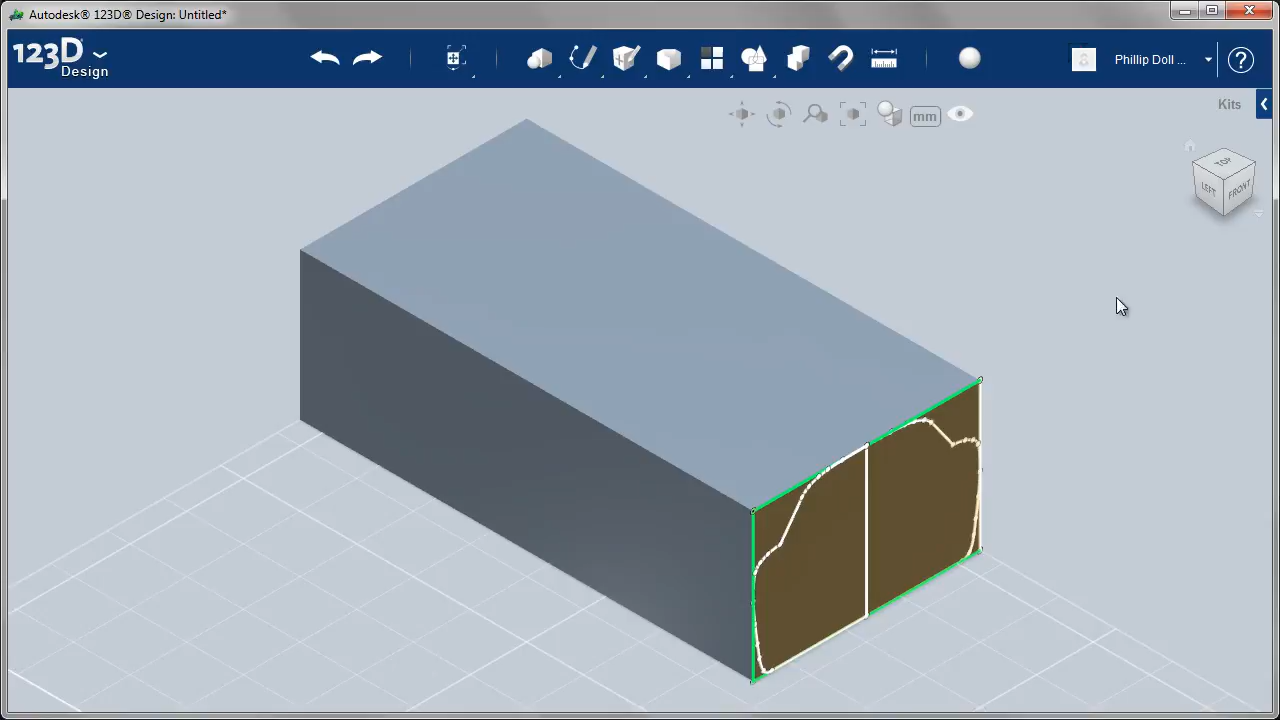 Autodesk® 123D® Design: Untitled*
123D®
Design
Phillip Doll ...
?
Kits
mm
TOP
LEFT
FRONT